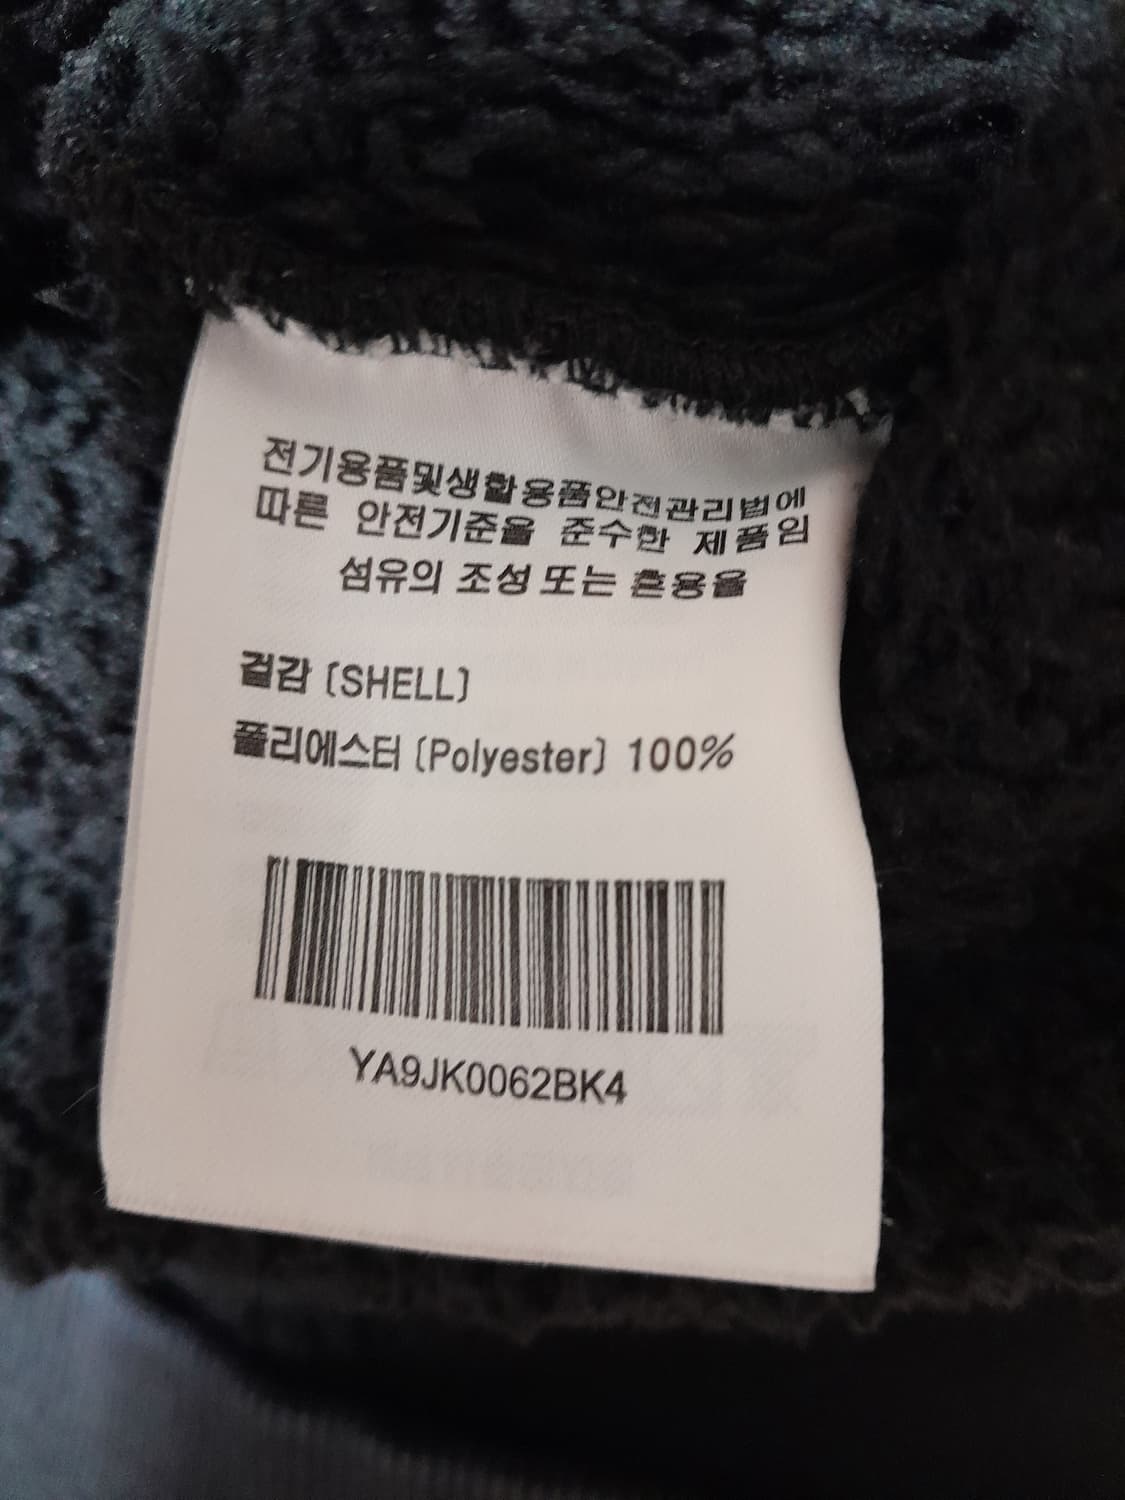 전기용품및생활용품안전관리법에
따른 안전기준을 준수한 제품임
섬유의 조성 또는 혼용율
겉감 (SHELL)
폴리에스터 (Polyester) 100%
YA9JK0062BK4